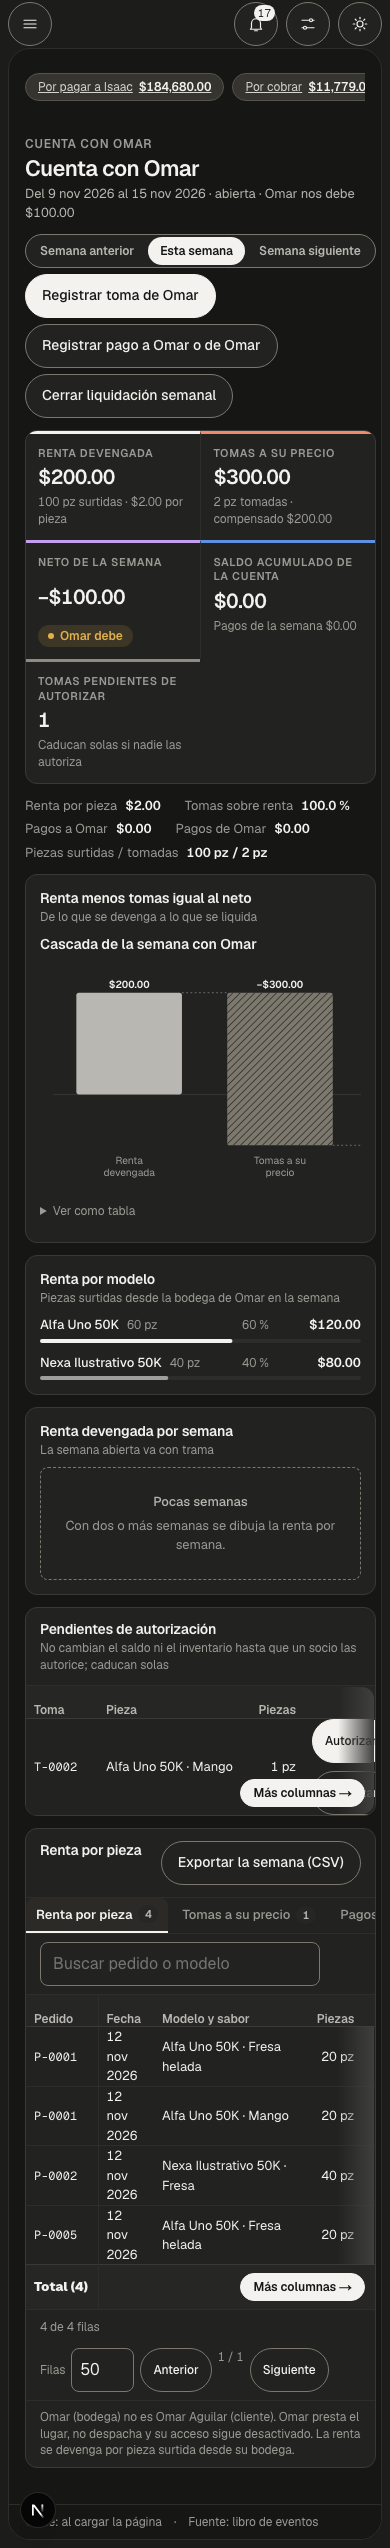 17
Por pagar a Isaac $184,680.00 Por cobrar $11,779.0
CUENTA CON OMAR
Cuenta con Omar
Del 9 nov 2026 al 15 nov 2026 · abierta · Omar nos debe
$100.00
Semana anterior Esta semana Semana siguiente
Registrar toma de Omar
Registrar pago a Omar o de Omar
Cerrar liquidación semanal
RENTA DEVENGADA
$200.00
100 pz surtidas · $2.00 por
pieza
TOMAS A SU PRECIO
$300.00
2 pz tomadas ·
compensado $200.00
NETO DE LA SEMANA
−$100.00
Omar debe
SALDO ACUMULADO DE
LA CUENTA
$0.00
Pagos de la semana $0.00
TOMAS PENDIENTES DE
AUTORIZAR
1
Caducan solas si nadie las
autoriza
Renta por pieza $2.00 Tomas sobre renta 100.0 %
Pagos a Omar $0.00 Pagos de Omar $0.00
Piezas surtidas / tomadas 100 pz / 2 pz
Renta menos tomas igual al neto
De lo que se devenga a lo que se liquida
Cascada de la semana con Omar
$200.00 −$300.00
Renta
devengada
Tomas a su
precio
Ver como tabla
Renta por modelo
Piezas surtidas desde la bodega de Omar en la semana
Alfa Uno 50K 60 pz 60 % $120.00
Nexa Ilustrativo 50K 40 pz 40 % $80.00
Renta devengada por semana
La semana abierta va con trama
Pocas semanas
Con dos o más semanas se dibuja la renta por
semana.
Pendientes de autorización
No cambian el saldo ni el inventario hasta que un socio las
autorice; caducan solas
Toma Pieza Piezas
T-0002 Alfa Uno 50K · Mango 1 pz Autoriza
Más columnas →
Renta por pieza Exportar la semana (CSV)
Renta por pieza 4 Tomas a su precio 1 Pagos
Buscar pedido o modelo
Pedido Fecha Modelo y sabor Piezas
P-0001 12 nov 2026 Alfa Uno 50K · Fresa helada 20 pz
P-0001 12 nov 2026 Alfa Uno 50K · Mango 20 pz
P-0002 12 nov 2026 Nexa Ilustrativo 50K · Fresa 40 pz
P-0005 12 nov 2026 Alfa Uno 50K · Fresa helada 20 pz
Total (4) Más columnas →
4 de 4 filas
Filas 50 Anterior 1 / 1 Siguiente
Omar (bodega) no es Omar Aguilar (cliente). Omar presta el
lugar, no despacha y su acceso sigue desactivado. La renta
se devenga por pieza surtida desde su bodega.
N
al cargar la página · Fuente: libro de eventos